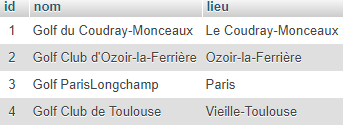 id nom lieu
1 Golf du Coudray-Monceaux Le Coudray-Monceaux
2 Golf Club d'Ozoir-la-Ferrière Ozoir-la-Ferrière
3 Golf ParisLongchamp Paris
4 Golf Club de Toulouse Vieille-Toulouse